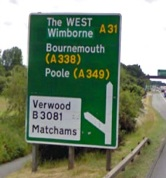 The WEST
Wimborne A31
Bournemouth
(A338)
Poole (A349)
Verwood
B3081
Matchams